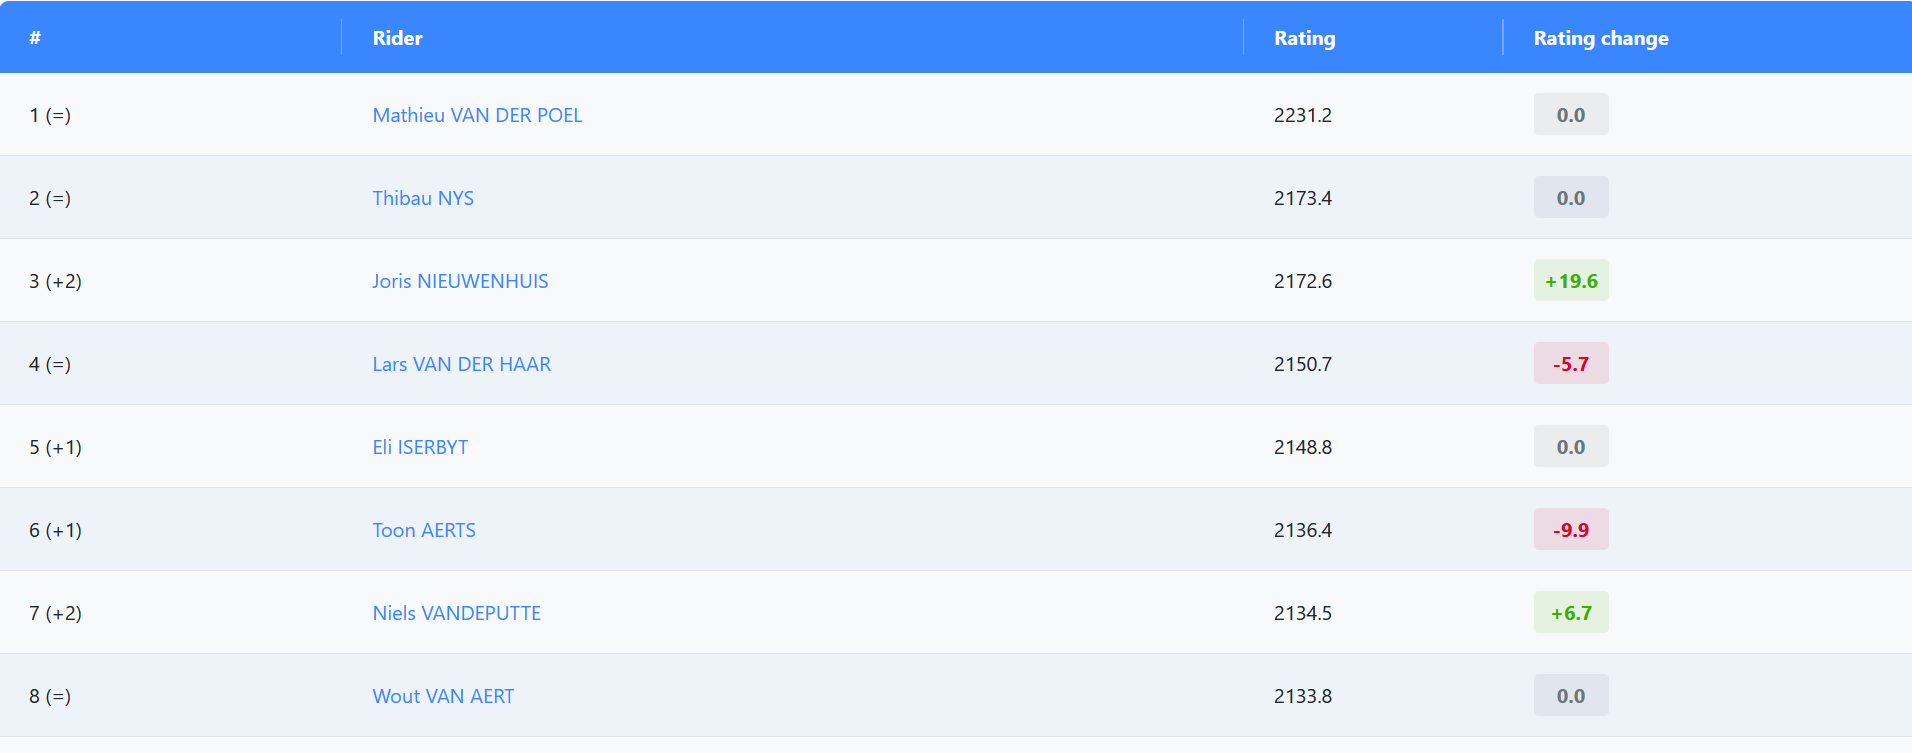 # Rider Rating Rating change
1 (=) Mathieu VAN DER POEL 2231.2 0.0
2 (=) Thibau NYS 2173.4 0.0
3 (+2) Joris NIEUWENHUIS 2172.6 +19.6
4 (=) Lars VAN DER HAAR 2150.7 -5.7
5 (+1) Eli ISERBYT 2148.8 0.0
6 (+1) Toon AERTS 2136.4 -9.9
7 (+2) Niels VANDEPUTTE 2134.5 +6.7
8 (=) Wout VAN AERT 2133.8 0.0